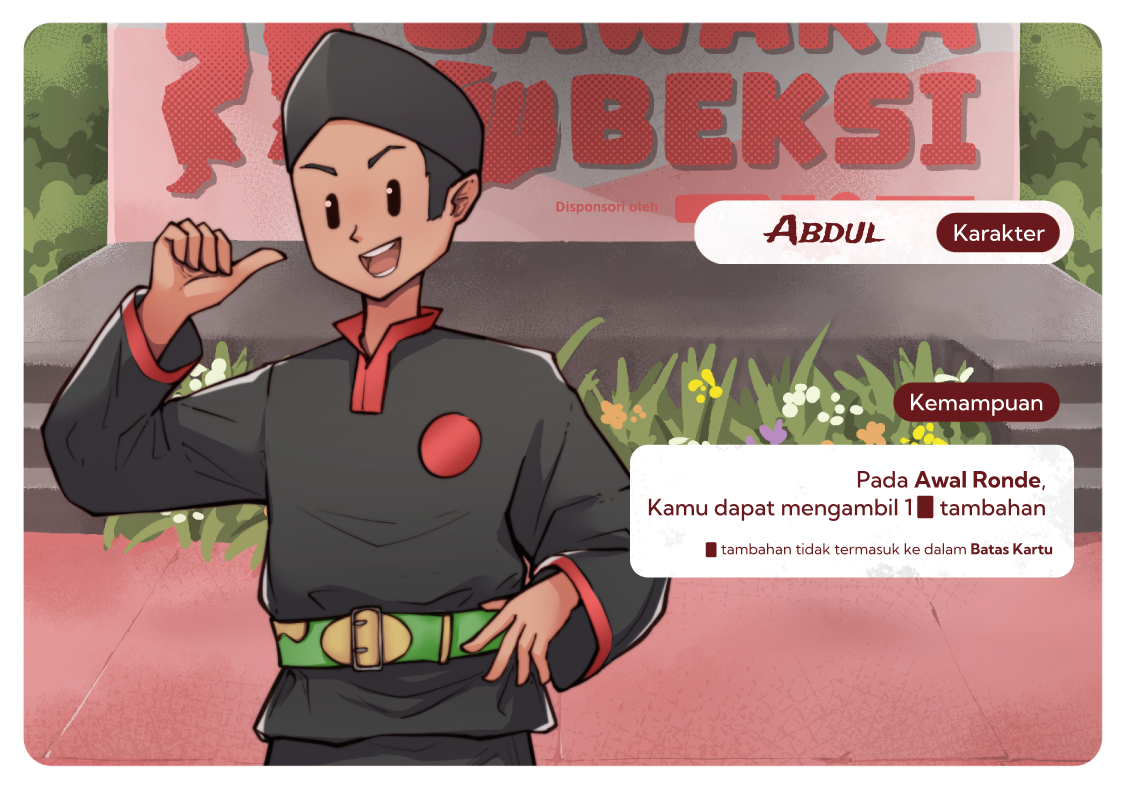 JAWARA
BEKSI
Disponsori oleh
ABDUL
Karakter
Kemampuan
Pada Awal Ronde,
Kamu dapat mengambil 1 tambahan
tambahan tidak termasuk ke dalam Batas Kartu